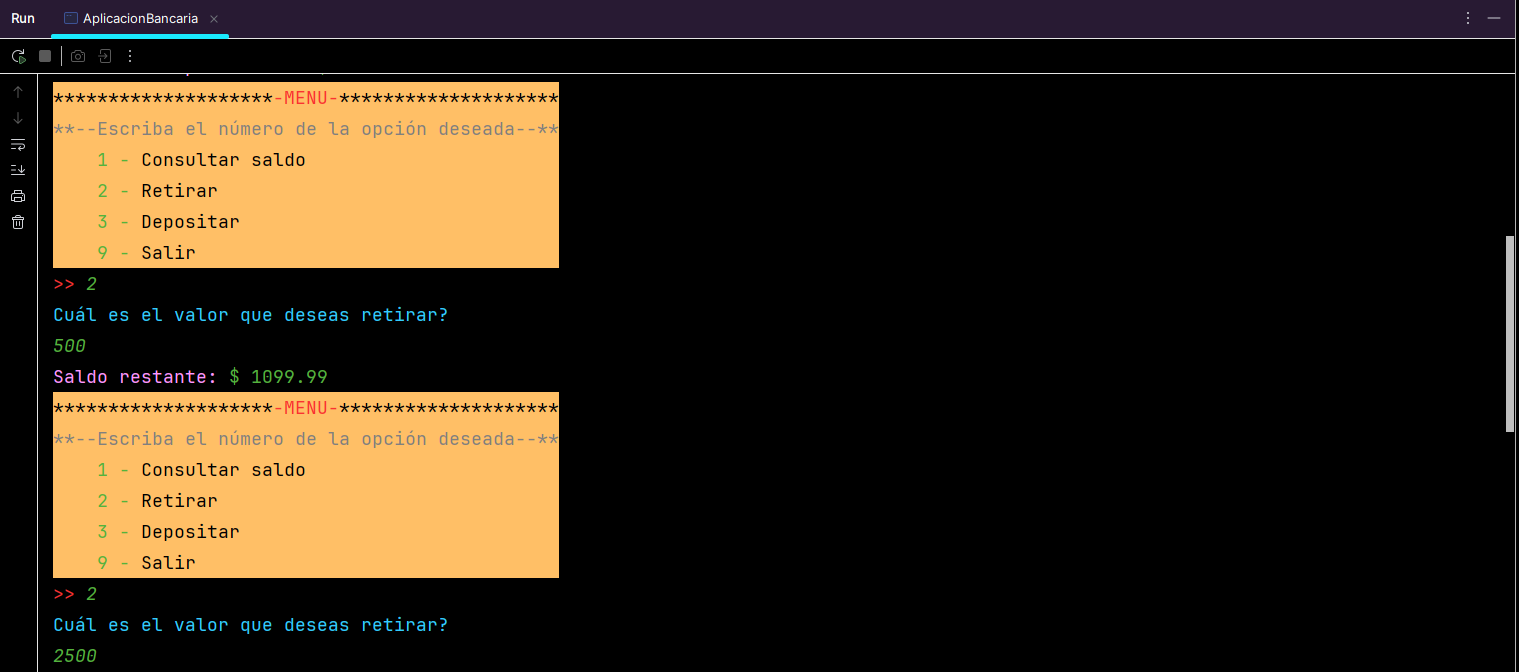 Run AplicacionBancaria
********************-MENU-********************
**--Escriba el número de la opción deseada--**
1 - Consultar saldo
2 - Retirar
3 - Depositar
9 - Salir
>> 2
Cuál es el valor que deseas retirar?
500
Saldo restante: $ 1099.99
********************-MENU-********************
**--Escriba el número de la opción deseada--**
1 - Consultar saldo
2 - Retirar
3 - Depositar
9 - Salir
>> 2
Cuál es el valor que deseas retirar?
2500